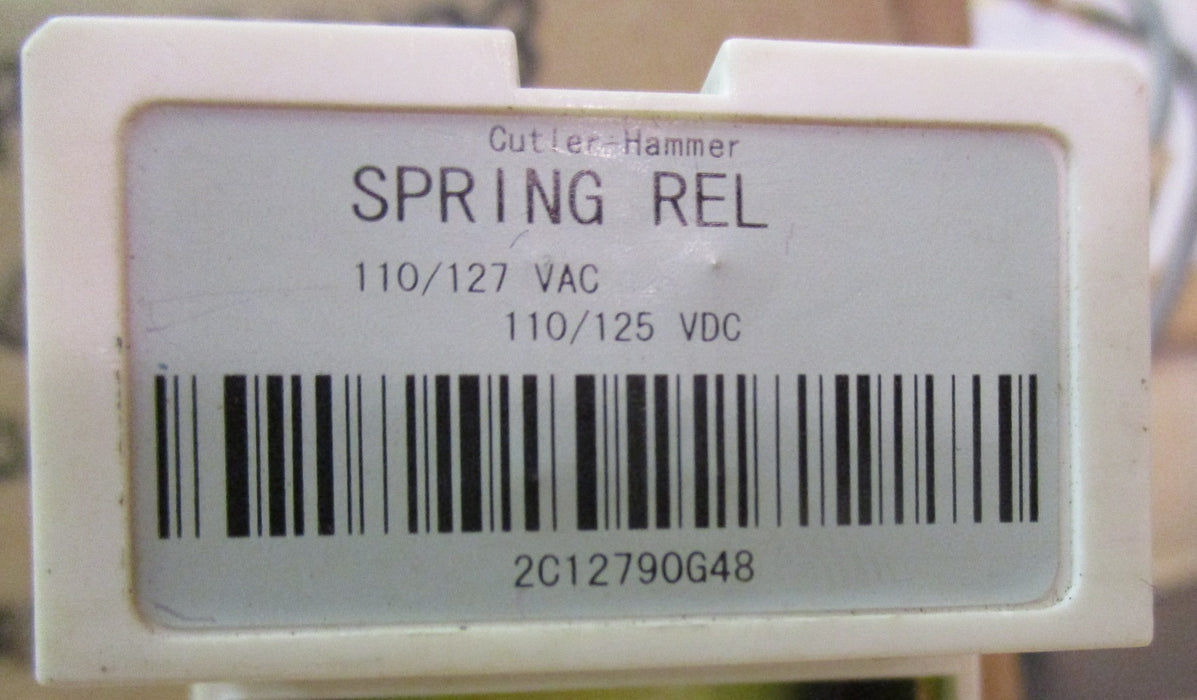 Cutler-Hammer
SPRING REL
110/127 VAC
110/125 VDC
2C12790G48